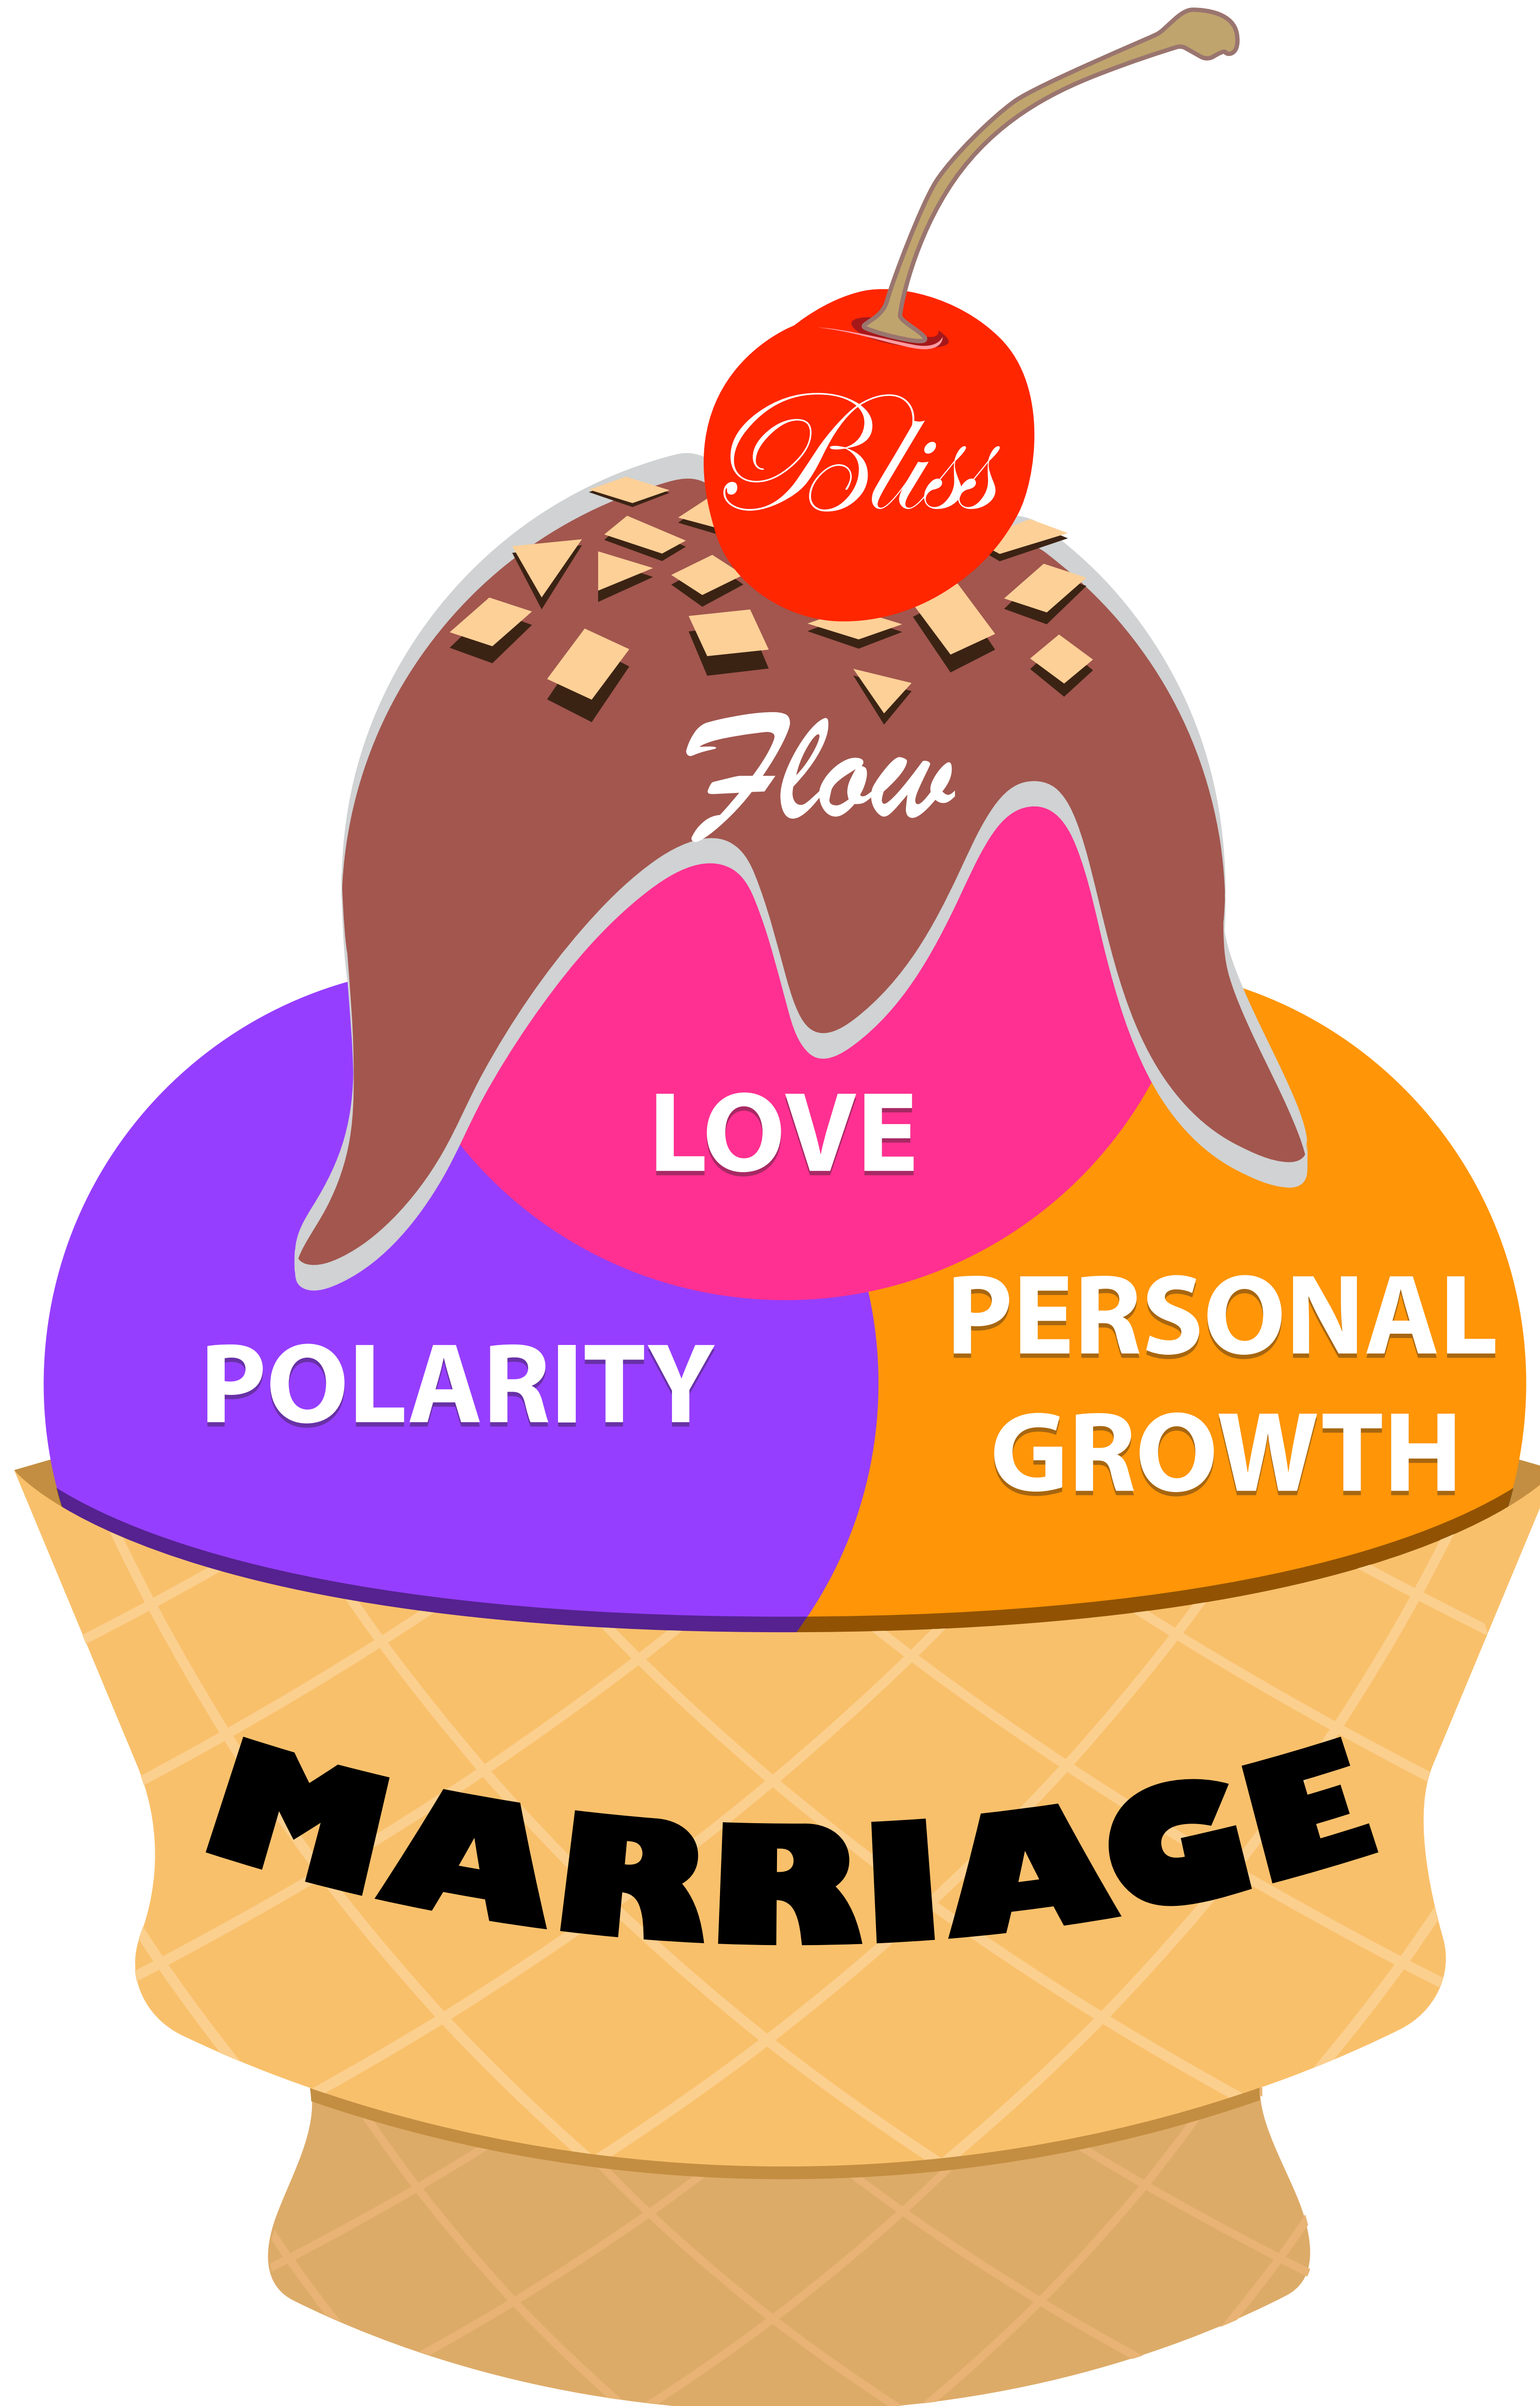 Bliss
Flow
LOVE
POLARITY
PERSONAL
GROWTH
MARRIAGE